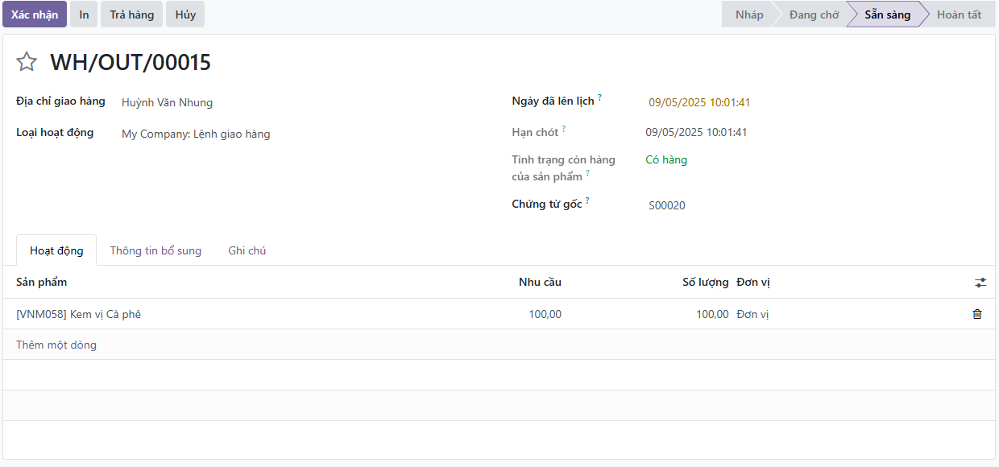 Xác nhận In Trả hàng Hủy Nháp Đang chờ Sẵn sàng Hoàn tất
WH/OUT/00015
Địa chỉ giao hàng Huỳnh Văn Nhung Ngày đã lên lịch ? 09/05/2025 10:01:41
Loại hoạt động My Company: Lệnh giao hàng Hạn chót ? 09/05/2025 10:01:41
Tình trạng còn hàng của sản phẩm ? Có hàng
Chứng từ gốc ? S00020
Hoạt động Thông tin bổ sung Ghi chú
Sản phẩm Nhu cầu Số lượng Đơn vị
[VNM058] Kem vị Cà phê 100,00 100,00 Đơn vị
Thêm một dòng